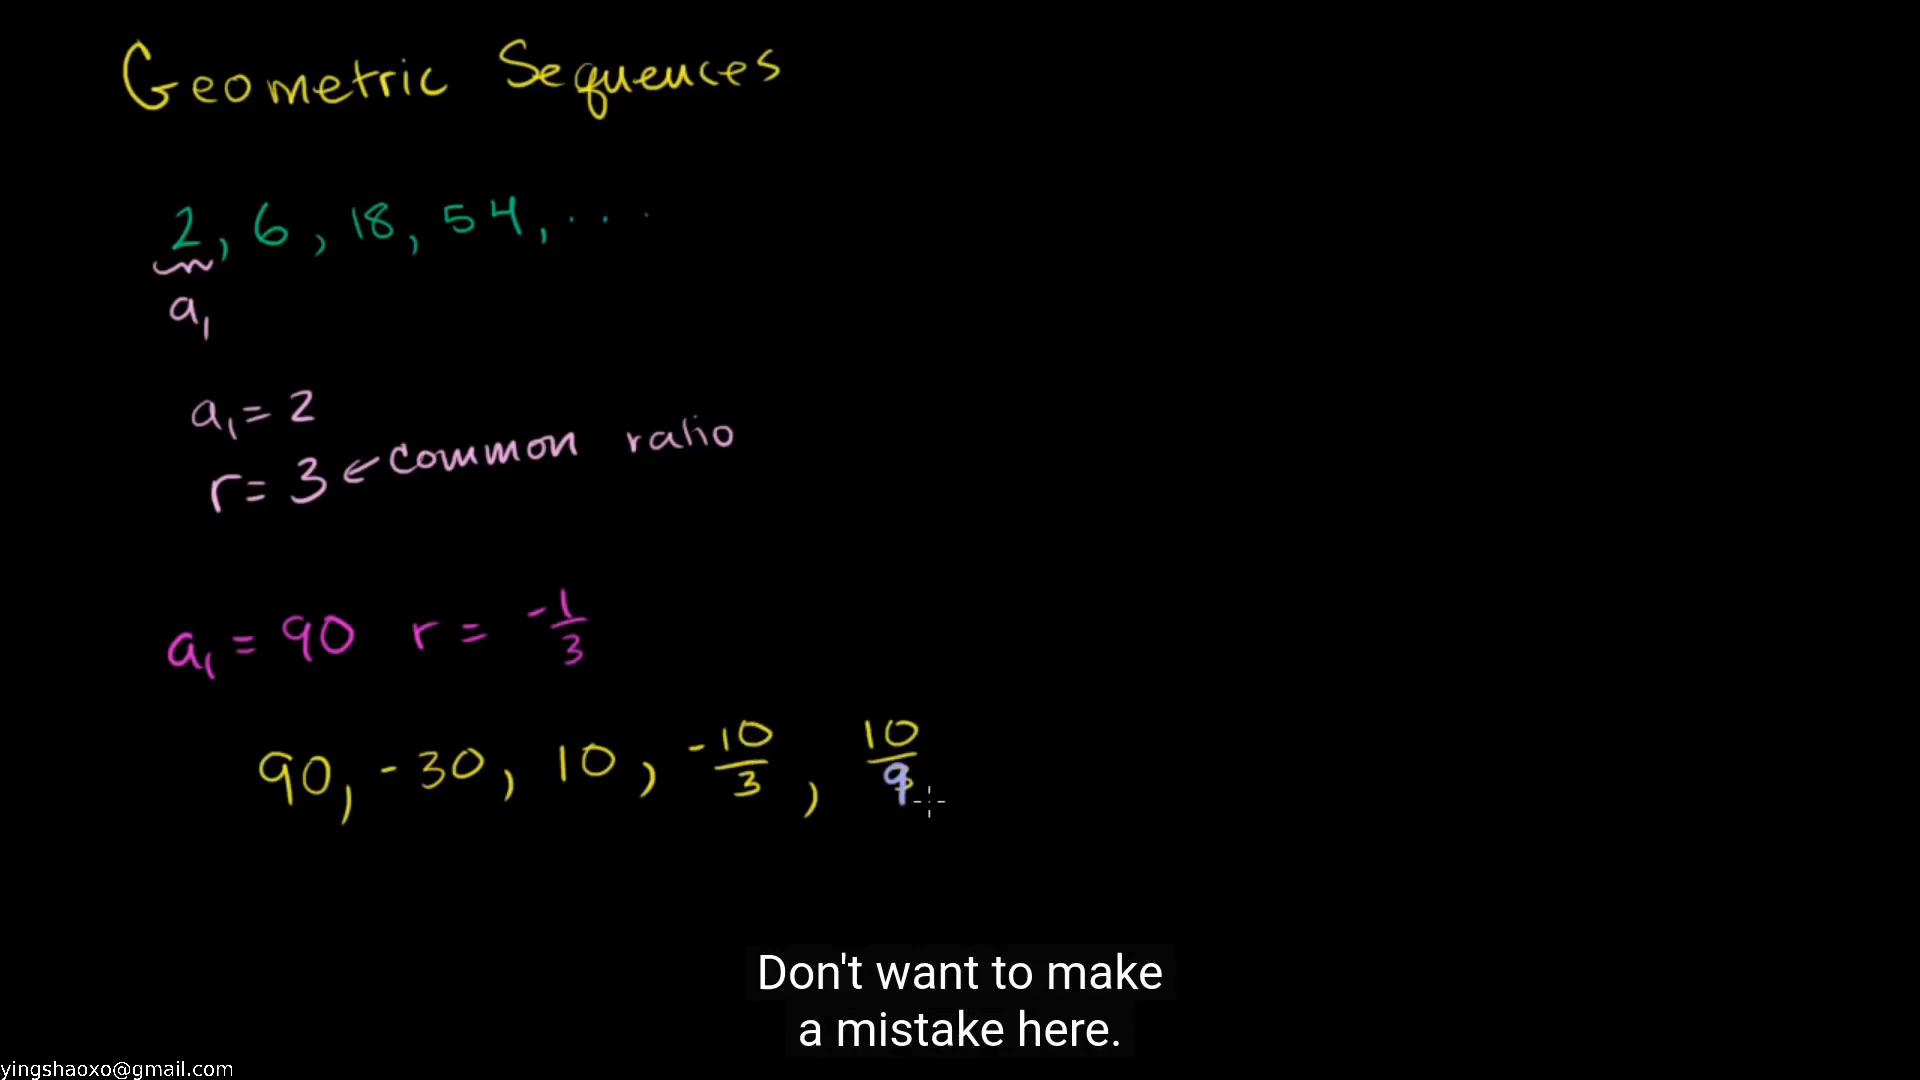 Geometric Sequences
2, 6, 18, 54, ...
a₁
a₁ = 2
r = 3 ← common ratio
a₁ = 90 r = -1/3
90, -30, 10, -10/3, 10/9
Don't want to make
a mistake here.
yingshaoxo@gmail.com